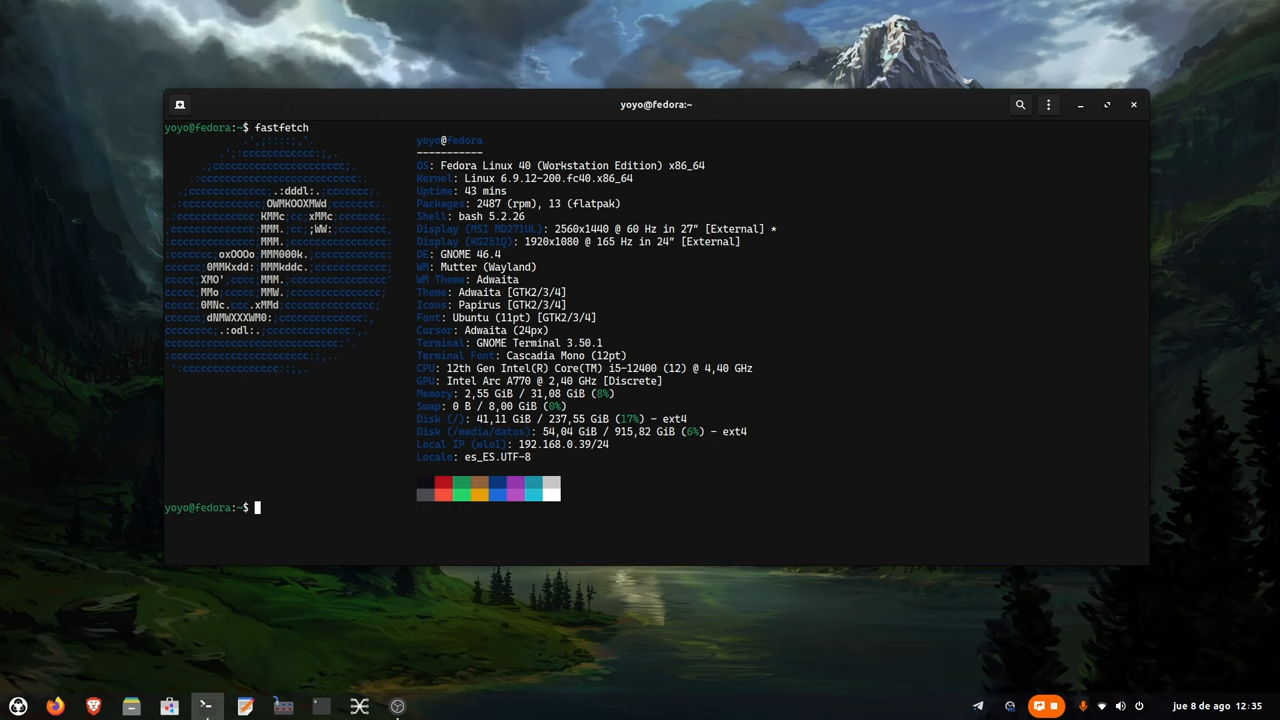 yoyo@fedora:~
yoyo@fedora:~$ fastfetch
yoyo@fedora
-----------
OS: Fedora Linux 40 (Workstation Edition) x86_64
Kernel: Linux 6.9.12-200.fc40.x86_64
Uptime: 43 mins
Packages: 2487 (rpm), 13 (flatpak)
Shell: bash 5.2.26
Display (MSI MD271UL): 2560x1440 @ 60 Hz in 27" [External] *
Display (KG251Q): 1920x1080 @ 165 Hz in 24" [External]
DE: GNOME 46.4
WM: Mutter (Wayland)
WM Theme: Adwaita
Theme: Adwaita [GTK2/3/4]
Icons: Papirus [GTK2/3/4]
Font: Ubuntu (11pt) [GTK2/3/4]
Cursor: Adwaita (24px)
Terminal: GNOME Terminal 3.50.1
Terminal Font: Cascadia Mono (12pt)
CPU: 12th Gen Intel(R) Core(TM) i5-12400 (12) @ 4,40 GHz
GPU: Intel Arc A770 @ 2,40 GHz [Discrete]
Memory: 2,55 GiB / 31,08 GiB (8%)
Swap: 0 B / 8,00 GiB (0%)
Disk (/): 41,11 GiB / 237,55 GiB (17%) - ext4
Disk (/media/datos): 54,04 GiB / 915,82 GiB (6%) - ext4
Local IP (wlo1): 192.168.0.39/24
Locale: es_ES.UTF-8
yoyo@fedora:~$
jue 8 de ago 12:35